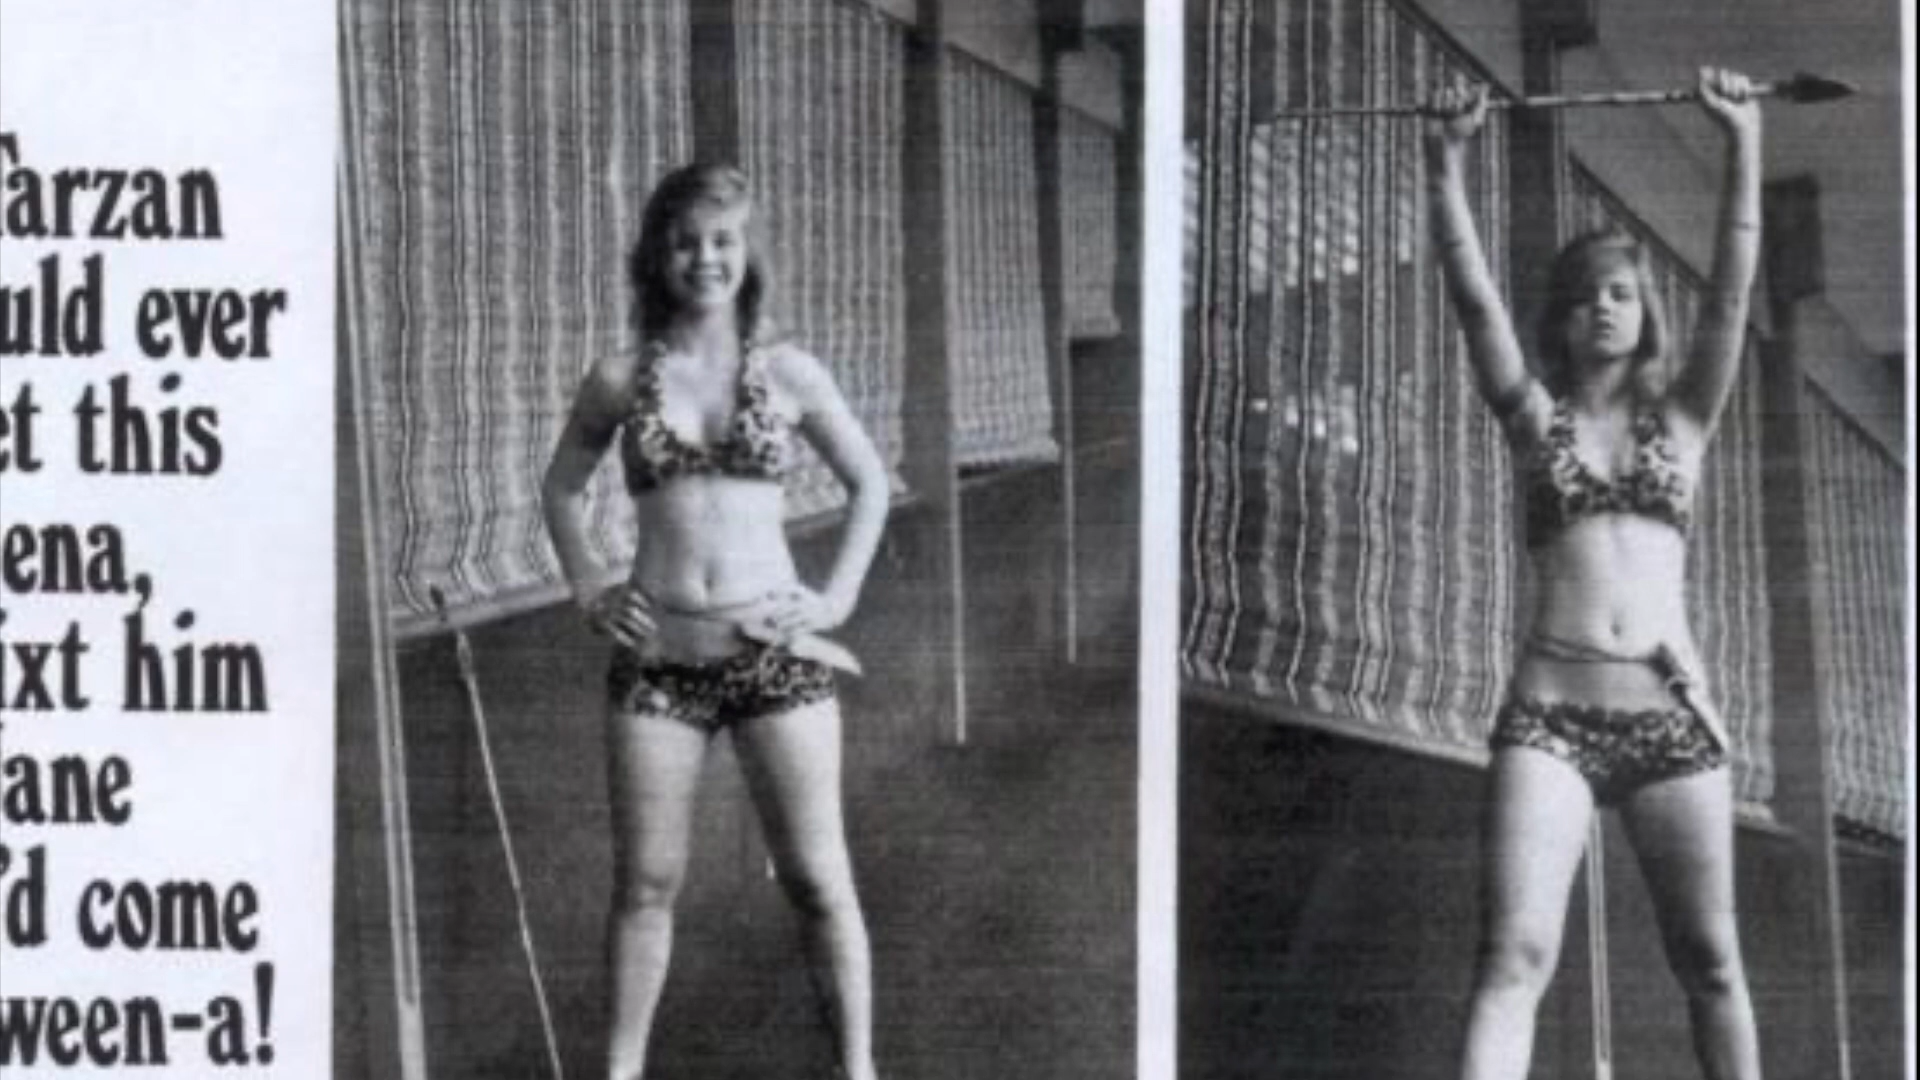 Tarzan
uld ever
et this
ena,
ixt him
ane
'd come
ween-a!